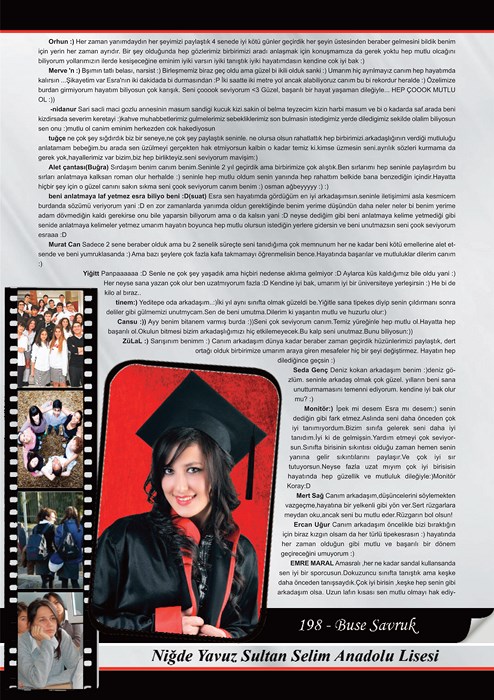 Orhun :) Her zaman yanımdaydın her şeyimizi paylaştık 4 senede iyi kötü günler geçirdik her şeyin üstesinden beraber gelmesini bildik benim
için yerin her zaman ayrıdır. Bir şey olduğunda hep gözlerimiz birbirimizi aradı anlaşmak için konuşmamıza da gerek yoktu hep mutlu olcağını
biliyorum yollarımızın ilerde kesişeceğine eminim iyiki varsın iyiki tanıştık iyiki hayatımdasın kendine cok iyi bak :)
Merve 'n :) Bşımın tatlı belası, narsist :) Birleşmemiz biraz geç oldu ama güzel bi ikili olduk sanki :) Umarım hiç ayrılmayız canım hep hayatımda
kalırsın ...Şikayetim var Esra'nın iki dakidada bi durmasından :P İki saatte iki metre yol ancak alabiliyoruz canım bu bi rekordur heralde :) Özelimize
burdan girmiyorum hayatım biliyosun çok karışık. Seni çooook seviyorum <3 Güzel, başarılı bir hayat yaşaman dileğiyle... HEP ÇOOOK MUTLU
OL :))
-nidanur Sari sacli maci gozlu annesinin masum sandigi kucuk kizi.sakin ol belma teyzecim kizin harbi masum ve bi o kadarda saf.arada beni
kizdirsada severim keretayi :)kahve muhabbetlerimiz gulmelerimiz sebekliklerimiz son bulmasin istedigimiz yerde diledigimiz sekilde olalim biliyosun
sen onu :)mutlu ol canim eminim herkezden cok hakediyosun
tuğçe ne çok şey sığdırdık biz bir seneye,ne çok şey paylaştık seninle. ne olursa olsun rahatlattık hep birbirimizi.arkadaşlığının verdiği mutluluğu
anlatamam bebeğim.bu arada sen üzülmeyi gerçekten hak etmiyorsun kalbin o kadar temiz ki.kimse üzmesin seni.ayrılık sözleri kurmama da
gerek yok,hayallerimiz var bizim,biz hep birlikteyiz.seni seviyorum mavişim:)
Alet çantası(Buğra) Sırdaşım benim canım benim.Seninle 2 yıl geçirdik ama birbirimize çok alıştık.Ben sırlarımı hep seninle paylaşırdım bu
sırları anlatmaya kalksan roman olur herhalde :) seninle hep mutlu oldum senin yanında hep rahattım belkide bana benzediğin içindir.Hayatta
hiçbir şey için o güzel canını sakın sıkma seni çook seviyorum canım benim :) osman ağbeyyyyy :) :)
beni anlatmaya laf yetmez esra biliyo beni :D(suat) Esra sen hayatımda gördüğüm en iyi arkadaşımsın.seninle iletişimimi asla kesmicem
burdanda sözümü veriyorum yani :D en zor zamanlarda yanımda oldun gerektiğinde benim yerime düşündün daha neler neler bi benim yerime
adam dövmediğin kaldı gerekirse onu bile yaparsin biliyorum ama o da kalsın yani :D neyse dediğim gibi beni anlatmaya kelime yetmediği gibi
senide anlatmaya kelimeler yetmez umarım hayatın boyunca hep mutlu olursun istediğin yerlere gidersin ve beni unutmazsın seni çook seviyorum
esraaa :D
Murat Can Sadece 2 sene beraber olduk ama bu 2 senelik süreçte seni tanıdığıma çok memnunum her ne kadar beni kötü emellerine alet et-
sende ve beni yumruklasanda :) Ama bazı şeylere çok fazla kafa takmamayı öğrenmelisin bence.Hayatında başarılar ve mutluluklar dilerim canım
:)
Yiğitt Panpaaaaaa :D Senle ne çok şey yaşadık ama hiçbiri nedense aklıma gelmiyor :D Aylarca küs kaldığımız bile oldu yani :)
Her neyse sana yazan çok olur ben uzatmıyorum fazla :D Kendine iyi bak, umarım iyi bir üniversiteye yerleşirsin :) He bi de
kilo al biraz..
tinem:) Yeditepe oda arkadaşım..:)İki yıl aynı sınıfta olmak güzeldi be.Yiğitle sana tipekes diyip senin çıldırmanı sonra
deliler gibi gülmemizi unutmycam.Sen de beni umutma.Dilerim ki yaşantın mutlu ve huzurlu olur:)
Cansu :)) Ayy benim bitanem varmış burda :))Seni çok seviyorum canım.Temiz yüreğinle hep mutlu ol.Hayatta hep
başarılı ol.Okulun bitmesi bizim arkadaşlığımızı hiç etkilemeyecek.Bu kalp seni unutmaz.Bunu biliyosun:))
ZüLaL :) Sarışınım benimm :) Canım arkadaşım dünya kadar beraber zaman geçirdik hüzünlerimizi paylaştık, dert
ortağı olduk birbirimize umarım araya giren mesafeler hiç bir şeyi değiştirmez. Hayatın hep
dilediğince geçsin :)
Seda Genç Deniz kokan arkadaşım benim :)deniz gö-
zlüm. seninle arkadaş olmak çok güzel. yılların beni sana
unutturmamasını temenni ediyorum. kendine iyi bak olur
mu? :)
Monitör:) İpek mi desem Esra mı desem:) senin
dediğin gibi fark etmez.Aslında seni daha önceden çok
iyi tanımıyordum.Bizim sınıfa gelerek seni daha iyi
tanıdım.İyi ki de gelmişsin.Yardım etmeyi çok seviyor-
sun.Sınıfta birisinin sıkıntısı olduğu zaman hemen senin
yanına gelir sıkıntılarını paylaşır.Ve çok iyi sır
tutuyorsun.Neyse fazla uzat mıyım çok iyi birisisin
hayatında hep güzellik ve mutluluk dileğiyle:)Monitör
Koray:D
Mert Sağ Canım arkadaşım,düşüncelerini söylemekten
vazgeçme,hayatına bir yelkenli gibi yön ver.Sert rüzgarlara
meydan oku,ancak seni bu mutlu eder.Rüzgarın bol olsun!
Ercan Uğur Canım arkadaşım öncelikle bizi bıraktığın
için biraz kızgın olsam da her türlü tipekesrasın :) hayatında
her zaman olduğun gibi mutlu ve başarılı bir dönem
geçireceğini umuyorum :)
EMRE MARAL Amasralı ,her ne kadar sandal kullansanda
sen iyi bir sporcusun.Dokuzuncu sınıfta tanıştık ama keşke
daha önceden tanışsaydık.Çok iyi birisin ,keşke hep senin gibi
arkadaşım olsa. Uzun lafın kısası sen mutlu olmayı hak ediy-
198 - Buse Savruk
Niğde Yavuz Sultan Selim Anadolu Lisesi